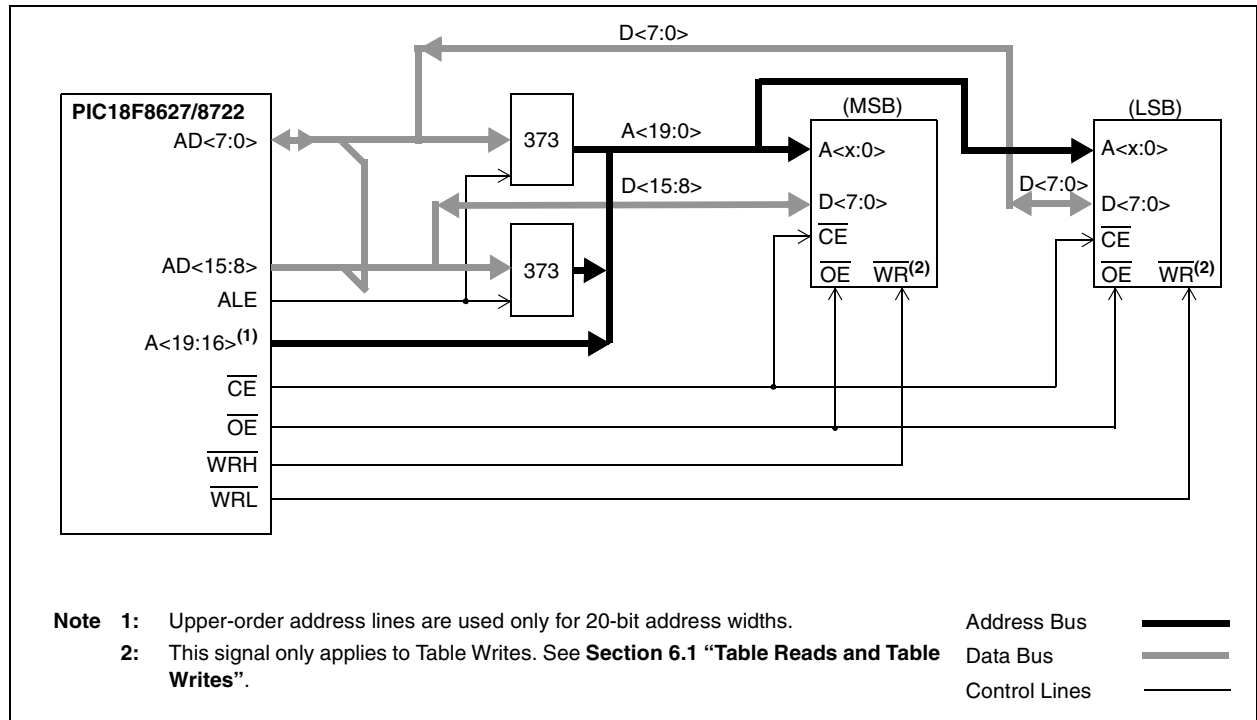 D<7:0>
PIC18F8627/8722
AD<7:0>
373
A<19:0>
(MSB)
A<x:0>
(LSB)
A<x:0>
D<15:8>
D<7:0>
D<7:0>
D<7:0>
CE
CE
AD<15:8>
373
OE
WR(2)
OE
WR(2)
ALE
A<19:16>(1)
CE
OE
WRH
WRL
Note 1: Upper-order address lines are used only for 20-bit address widths.
2: This signal only applies to Table Writes. See Section 6.1 “Table Reads and Table
Writes”.
Address Bus
Data Bus
Control Lines